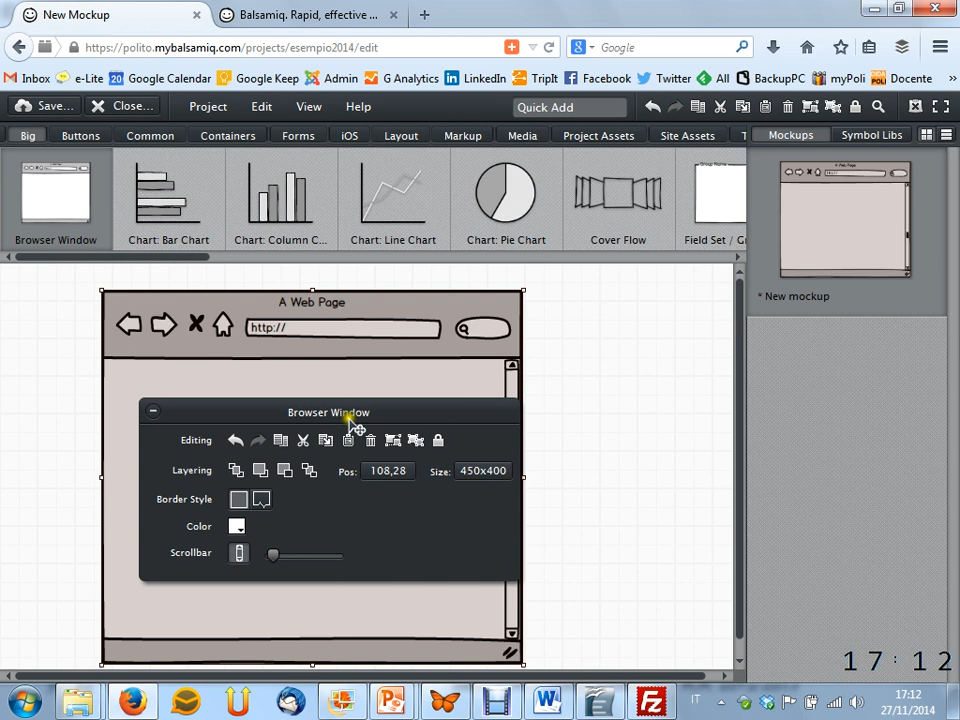 New Mockup
Balsamiq. Rapid, effective ...
https://polito.mybalsamiq.com/projects/esempio2014/edit
Google
Inbox e-Lite Google Calendar Google Keep Admin G Analytics LinkedIn TripIt Facebook Twitter All BackupPC myPoli Docente »
Save... Close... Project Edit View Help Quick Add
Big Buttons Common Containers Forms iOS Layout Markup Media Project Assets Site Assets T Mockups Symbol Libs
Browser Window Chart: Bar Chart Chart: Column C... Chart: Line Chart Chart: Pie Chart Cover Flow Field Set / Gr
Group Name
A Web Page
* New mockup
A Web Page
http://
Browser Window
Editing
Layering Pos: 108,28 Size: 450x400
Border Style
Color
Scrollbar
17:12
IT
17:12
27/11/2014